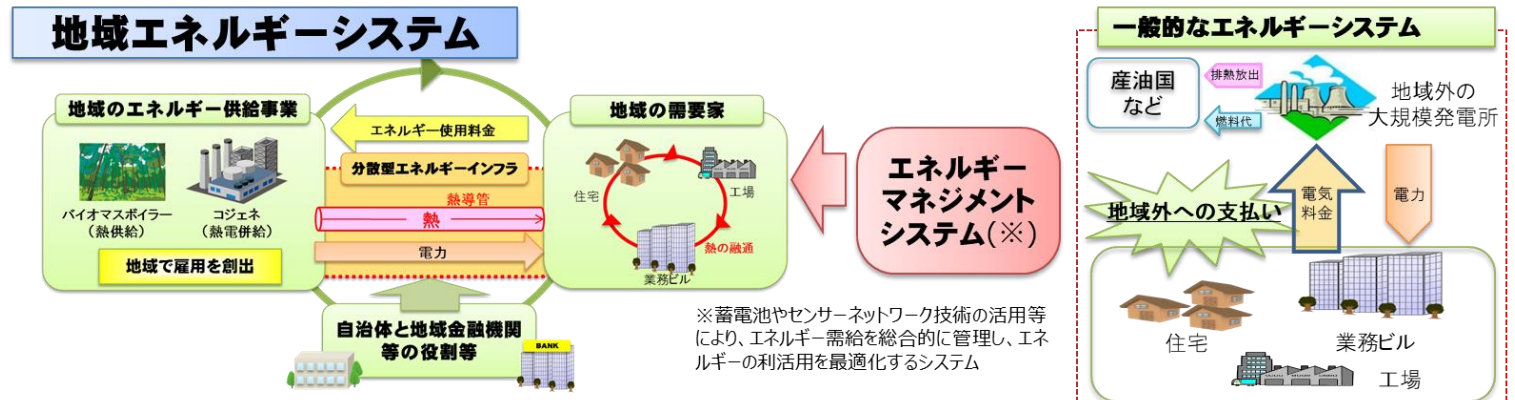 地域エネルギーシステム
地域のエネルギー供給事業
バイオマスボイラー
（熱供給）
コジェネ
（熱電併給）
地域で雇用を創出
エネルギー使用料金
分散型エネルギーインフラ
熱導管
熱
電力
自治体と地域金融機関
等の役割等
BANK
地域の需要家
住宅
工場
熱の融通
業務ビル
エネルギー
マネジメント
システム(※)
※蓄電池やセンサーネットワーク技術の活用等
により、エネルギー需給を総合的に管理し、エネ
ルギーの利活用を最適化するシステム
一般的なエネルギーシステム
産油国
など
排熱放出
燃料代
地域外の
大規模発電所
地域外への支払い
電気
料金
電力
住宅
業務ビル
工場